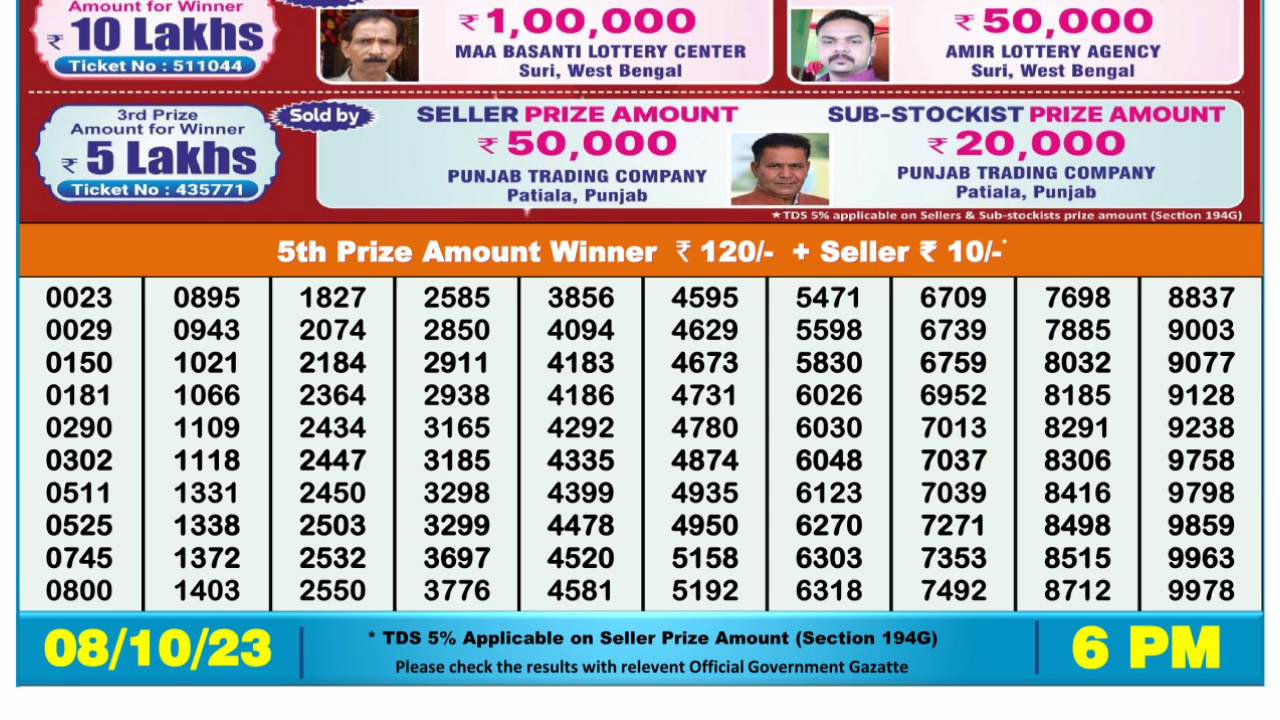 Amount for Winner
₹ 10 Lakhs
Ticket No : 511044
₹ 1,00,000
MAA BASANTI LOTTERY CENTER
Suri, West Bengal
₹ 50,000
AMIR LOTTERY AGENCY
Suri, West Bengal
3rd Prize
Amount for Winner
₹ 5 Lakhs
Ticket No : 435771
Sold by
SELLER PRIZE AMOUNT
₹ 50,000
PUNJAB TRADING COMPANY
Patiala, Punjab
SUB-STOCKIST PRIZE AMOUNT
₹ 20,000
PUNJAB TRADING COMPANY
Patiala, Punjab
★TDS 5% applicable on Sellers & Sub-stockists prize amount (Section 194G)
5th Prize Amount Winner ₹ 120/- + Seller ₹ 10/-*
0023 0895 1827 2585 3856 4595 5471 6709 7698 8837
0029 0943 2074 2850 4094 4629 5598 6739 7885 9003
0150 1021 2184 2911 4183 4673 5830 6759 8032 9077
0181 1066 2364 2938 4186 4731 6026 6952 8185 9128
0290 1109 2434 3165 4292 4780 6030 7013 8291 9238
0302 1118 2447 3185 4335 4874 6048 7037 8306 9758
0511 1331 2450 3298 4399 4935 6123 7039 8416 9798
0525 1338 2503 3299 4478 4950 6270 7271 8498 9859
0745 1372 2532 3697 4520 5158 6303 7353 8515 9963
0800 1403 2550 3776 4581 5192 6318 7492 8712 9978
08/10/23
* TDS 5% Applicable on Seller Prize Amount (Section 194G)
Please check the results with relevent Official Government Gazatte
6 PM